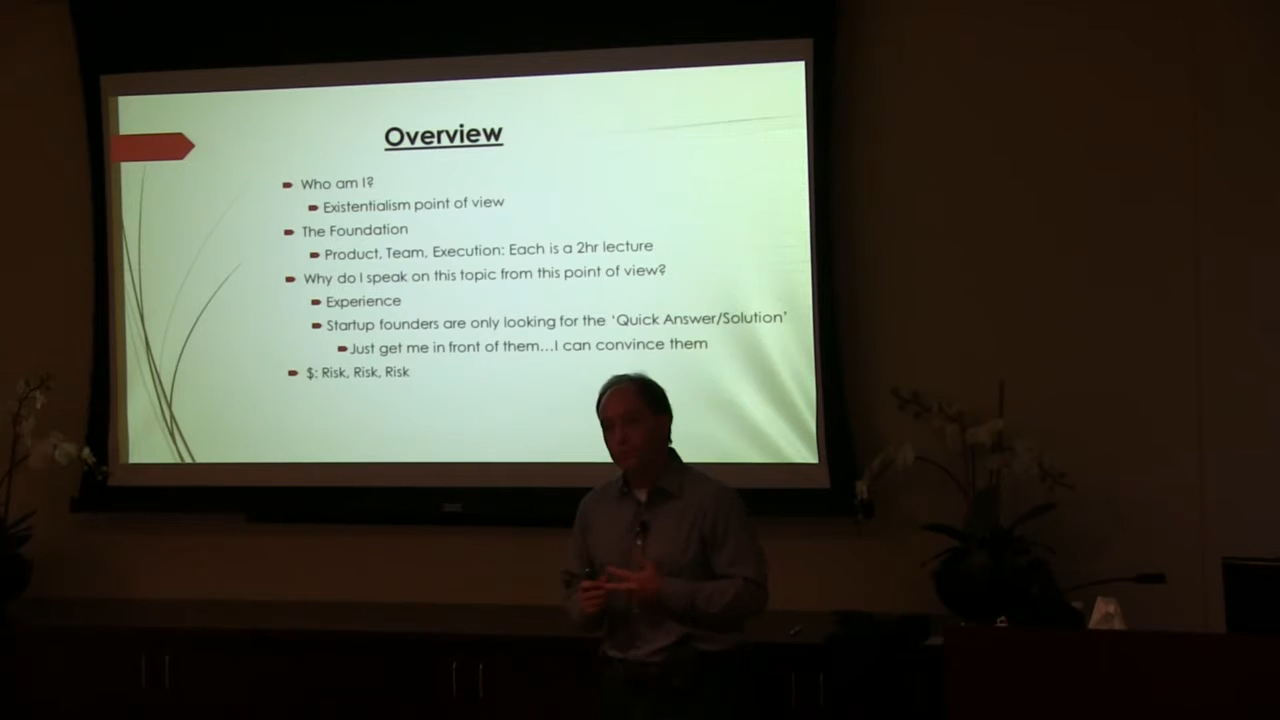 Overview
Who am I?
Existentialism point of view
The Foundation
Product, Team, Execution: Each is a 2hr lecture
Why do I speak on this topic from this point of view?
Experience
Startup founders are only looking for the ‘Quick Answer/Solution’
Just get me in front of them…I can convince them
$: Risk, Risk, Risk